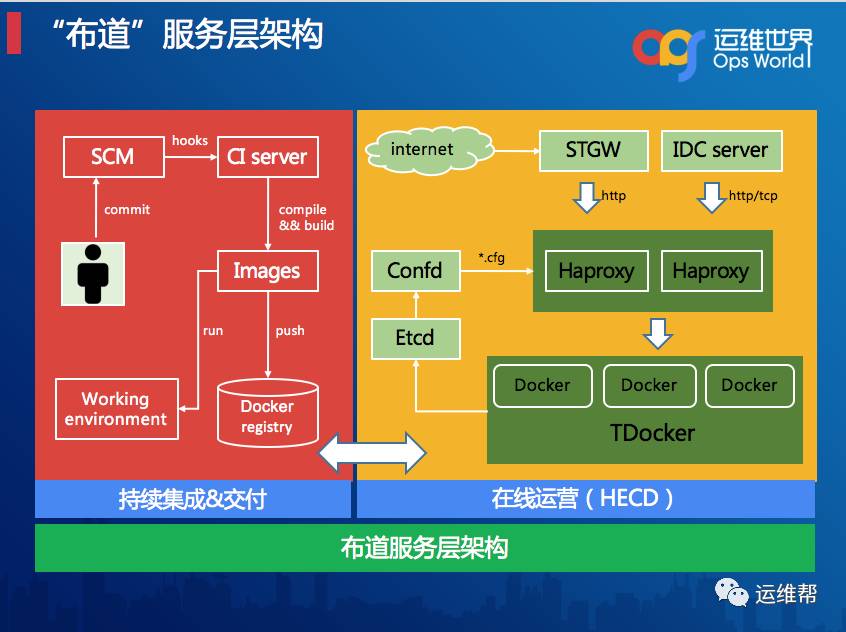 “布道”服务层架构
运维世界
Ops World
SCM
hooks
CI server
commit
compile
&& build
Images
run
push
Working
environment
Docker
registry
internet
STGW
IDC server
http
http/tcp
Confd
*.cfg
Haproxy
Haproxy
Etcd
Docker
Docker
Docker
TDocker
持续集成&交付
在线运营（HECD）
布道服务层架构
运维帮